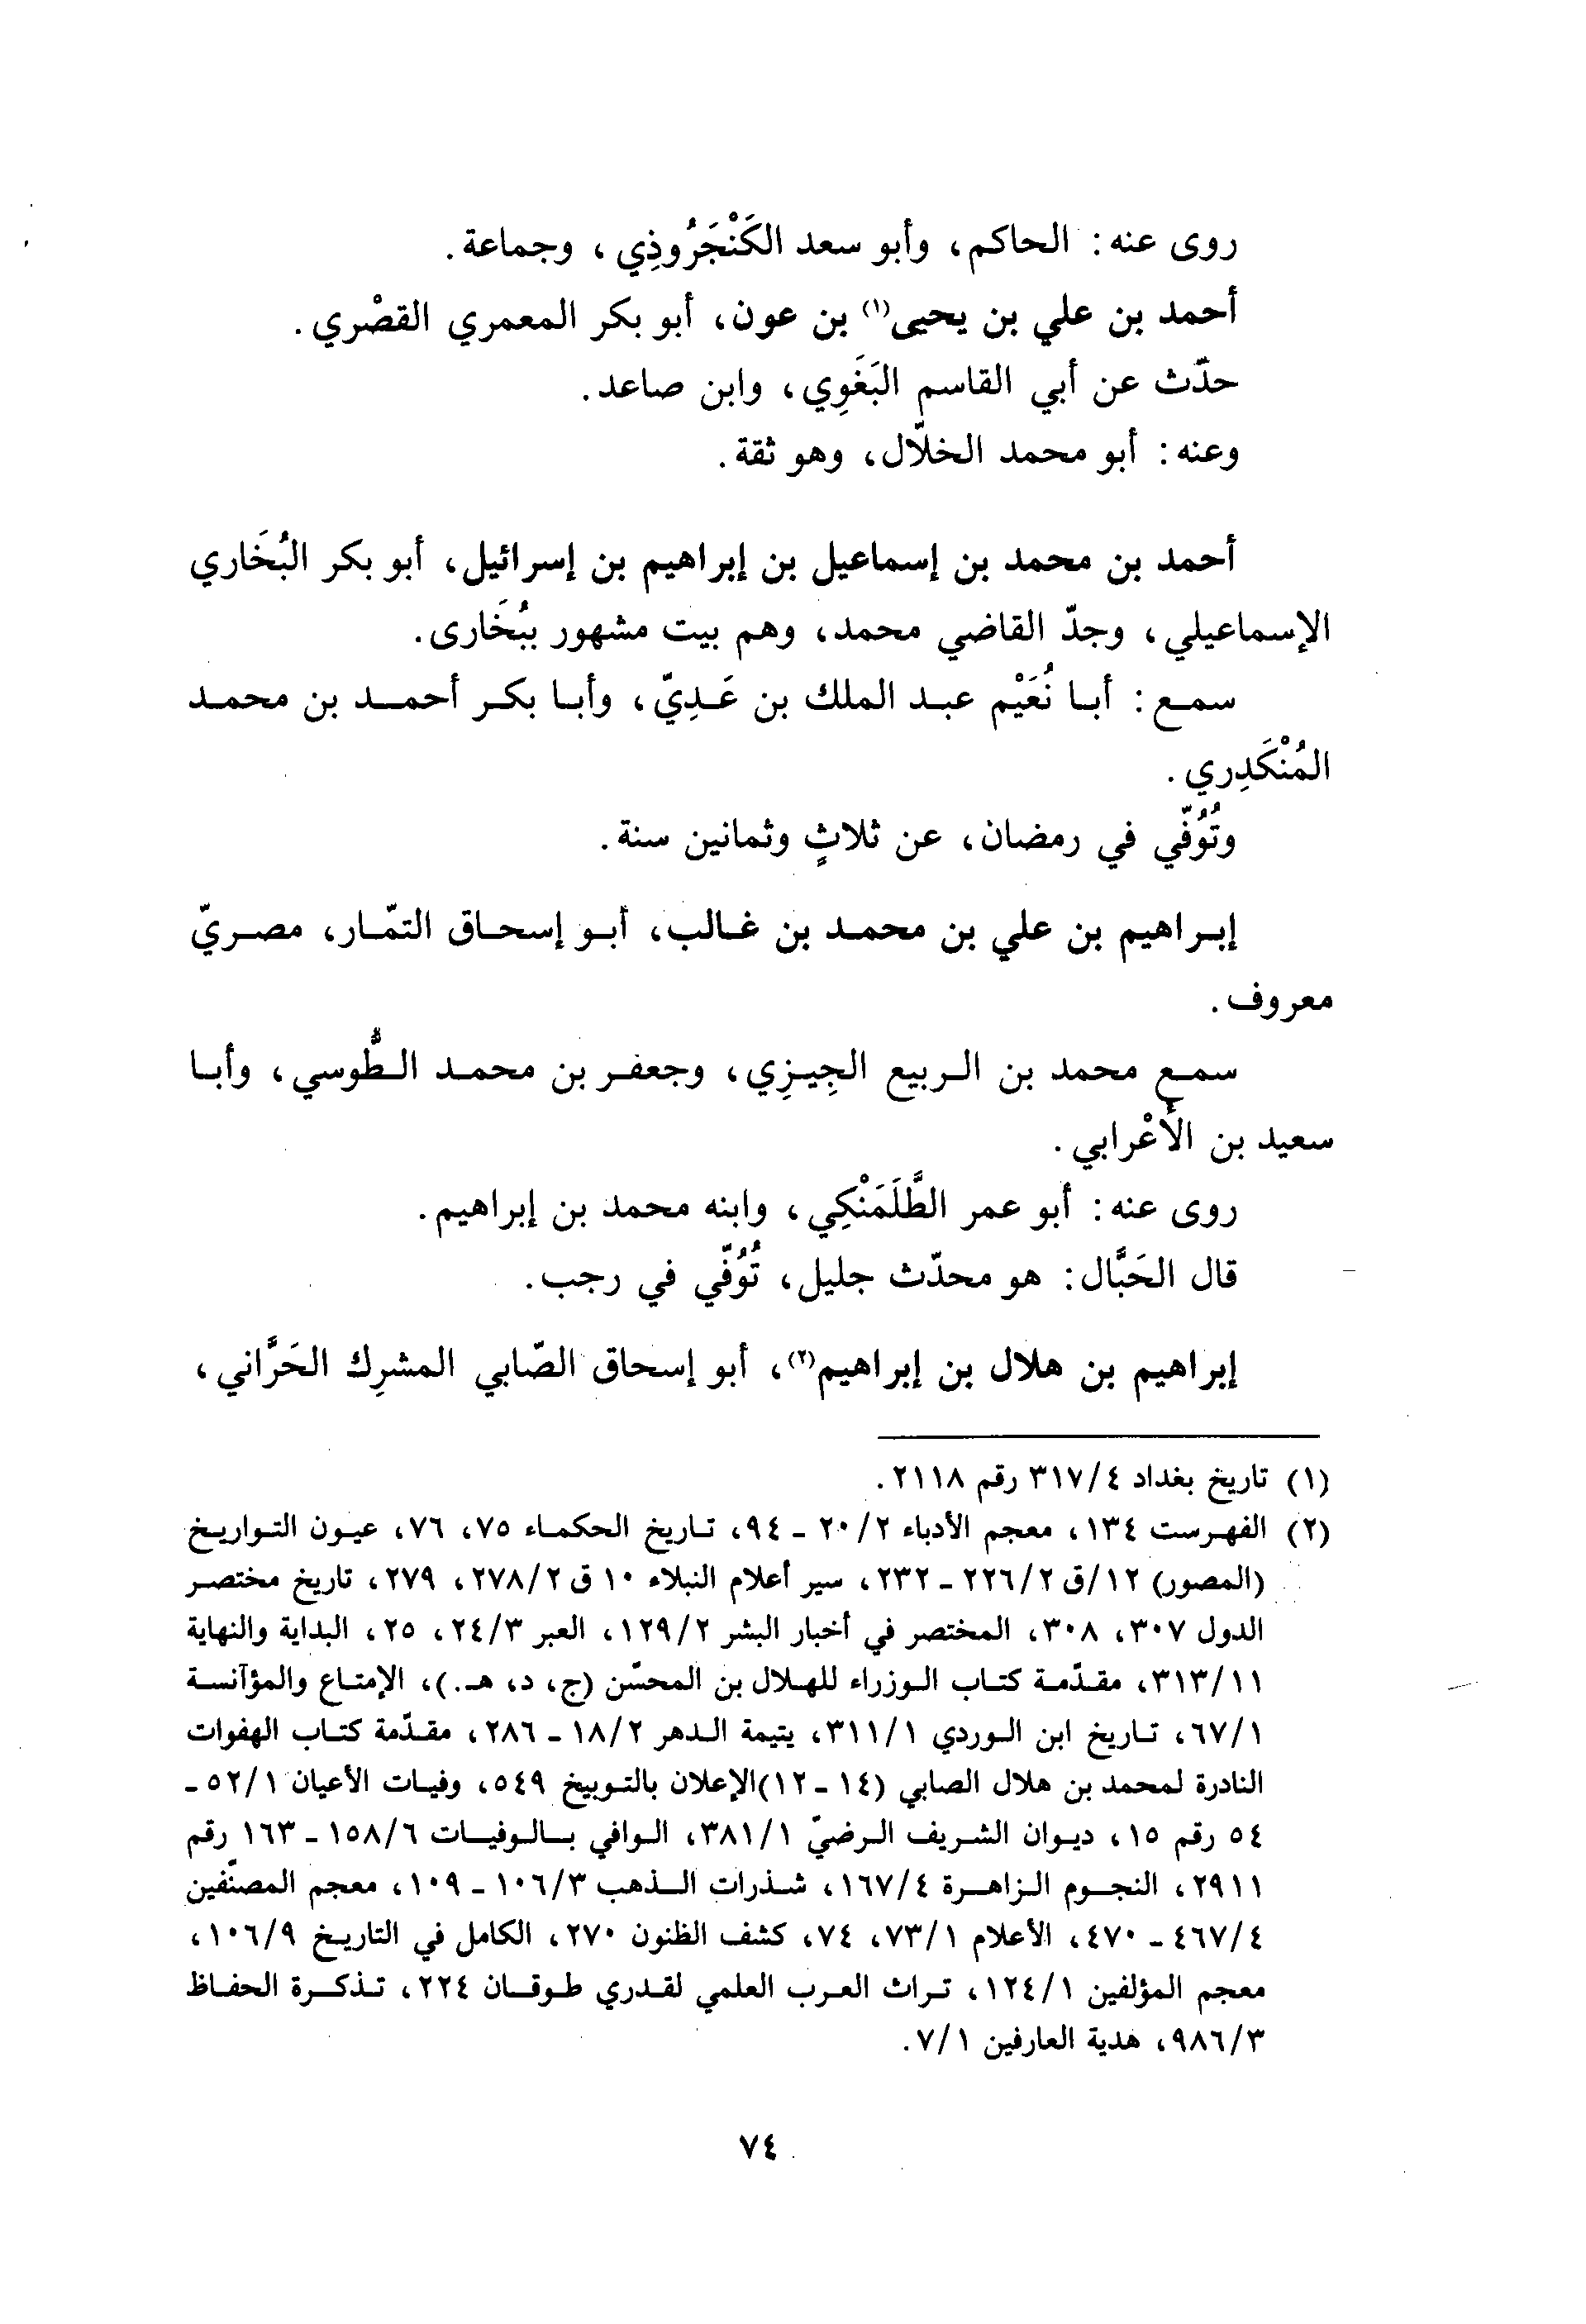 روى عنه: الحاكم، وأبو سعد الكَنْجَرُوذِي، وجماعة.
أحمد بن علي بن يحيى(١) بن عون، أبو بكر المعمري القصْري.
حدّث عن أبي القاسم البَغَوِي، وابن صاعد.
وعنه: أبو محمد الخلّال، وهو ثقة.
أحمد بن محمد بن إسماعيل بن إبراهيم بن إسرائيل، أبو بكر البُخَاري
الإسماعيلي، وجدّ القاضي محمد، وهم بيت مشهور ببُخَارى.
سمع: أبا نُعَيْم عبد الملك بن عَدِيّ، وأبا بكر أحمد بن محمد
المُنْكَدِري.
وتُوُفّي في رمضان، عن ثلاثٍ وثمانين سنة.
إبراهيم بن علي بن محمد بن غالب، أبو إسحاق التمّار، مصريّ
معروف.
سمع محمد بن الربيع الجِيزِي، وجعفر بن محمد الطُّوسي، وأبا
سعيد بن الأَعْرابي.
روى عنه: أبو عمر الطَّلَمَنْكِي، وابنه محمد بن إبراهيم.
قال الحَبَّال: هو محدّث جليل، تُوُفّي في رجب.
إبراهيم بن هلال بن إبراهيم(٢)، أبو إسحاق الصّابي المشرِك الحَرَّاني،
(١) تاريخ بغداد ٣١٧/٤ رقم ٢١١٨.
(٢) الفهرست ١٣٤، معجم الأدباء ٢٠/٢ - ٩٤، تاريخ الحكماء ٧٥، ٧٦، عيون التواريخ
(المصور) ١٢/ق ٢٢٦/٢ - ٢٣٢، سير أعلام النبلاء ١٠ ق ٢٧٨/٢، ٢٧٩، تاريخ مختصر
الدول ٣٠٧، ٣٠٨، المختصر في أخبار البشر ١٢٩/٢، العبر ٢٤/٣، ٢٥، البداية والنهاية
٣١٣/١١، مقدّمة كتاب الوزراء للهلال بن المحسّن (ج، د، هـ.)، الإمتاع والمؤآنسة
٦٧/١، تاريخ ابن الوردي ٣١١/١، يتيمة الدهر ١٨/٢ - ٢٨٦، مقدّمة كتاب الهفوات
النادرة لمحمد بن هلال الصابي (١٤ - ١٢)الإعلان بالتوبيخ ٥٤٩، وفيات الأعيان ٥٢/١ -
٥٤ رقم ١٥، ديوان الشريف الرضيّ ٣٨١/١، الوافي بالوفيات ١٥٨/٦ - ١٦٣ رقم
٢٩١١، النجوم الزاهرة ١٦٧/٤، شذرات الذهب ١٠٦/٣ - ١٠٩، معجم المصنّفين
٤٦٧/٤ - ٤٧٠، الأعلام ٧٣/١، ٧٤، كشف الظنون ٢٧٠، الكامل في التاريخ ١٠٦/٩،
معجم المؤلفين ١٢٤/١، تراث العرب العلمي لقدري طوقان ٢٢٤، تذكرة الحفاظ
٩٨٦/٣، هدية العارفين ٧/١.
٧٤